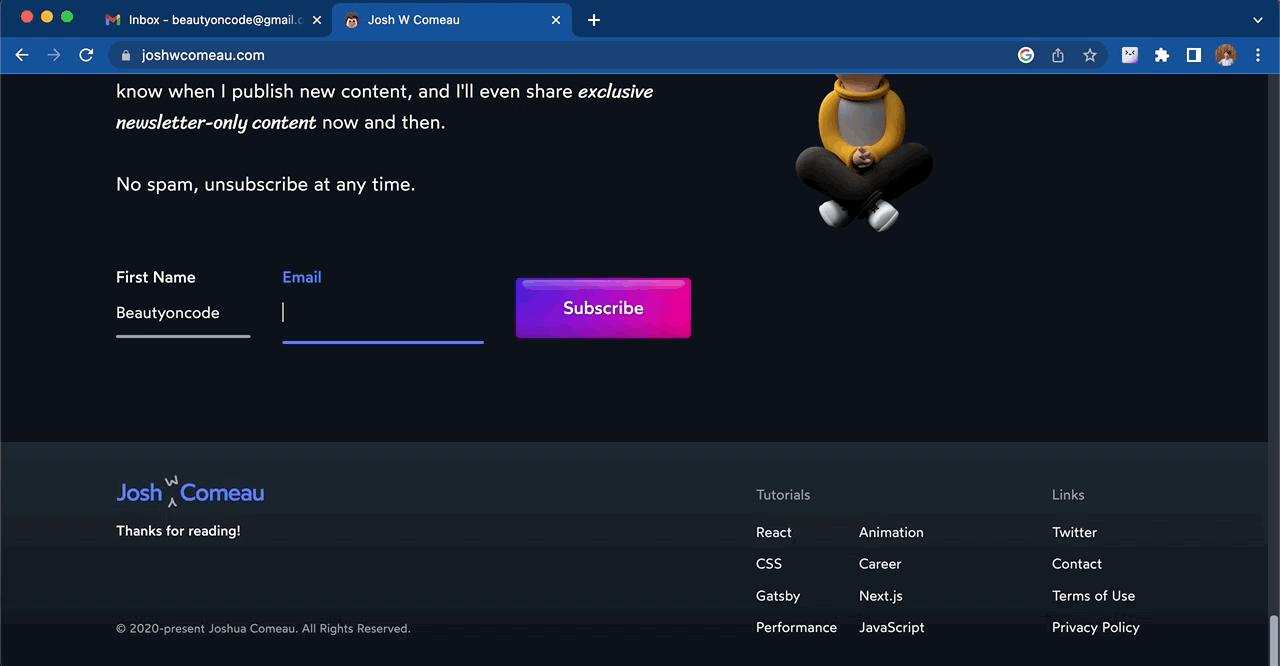 Inbox - beautyoncode@gmail.c
Josh W Comeau
joshwcomeau.com
know when I publish new content, and I'll even share exclusive
newsletter-only content now and then.
No spam, unsubscribe at any time.
First Name
Email
Beautyoncode
Subscribe
Josh W Comeau
Thanks for reading!
Tutorials
Links
React
Animation
Twitter
CSS
Career
Contact
Gatsby
Next.js
Terms of Use
Performance
JavaScript
Privacy Policy
© 2020-present Joshua Comeau. All Rights Reserved.